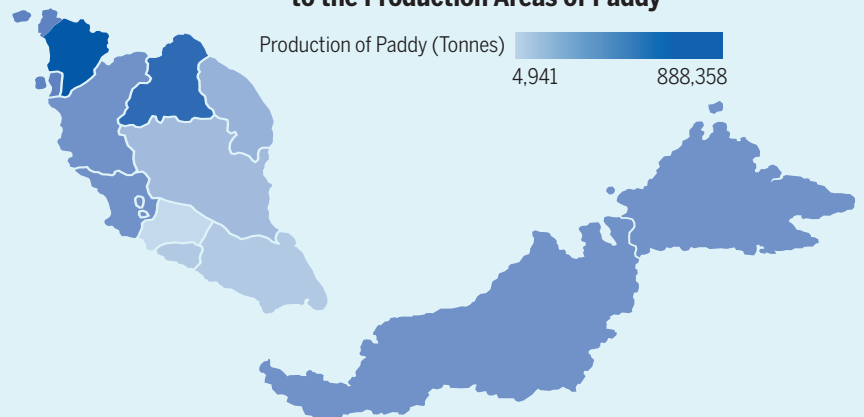 to the Production Areas of Paddy
Production of Paddy (Tonnes)
4,941 888,358